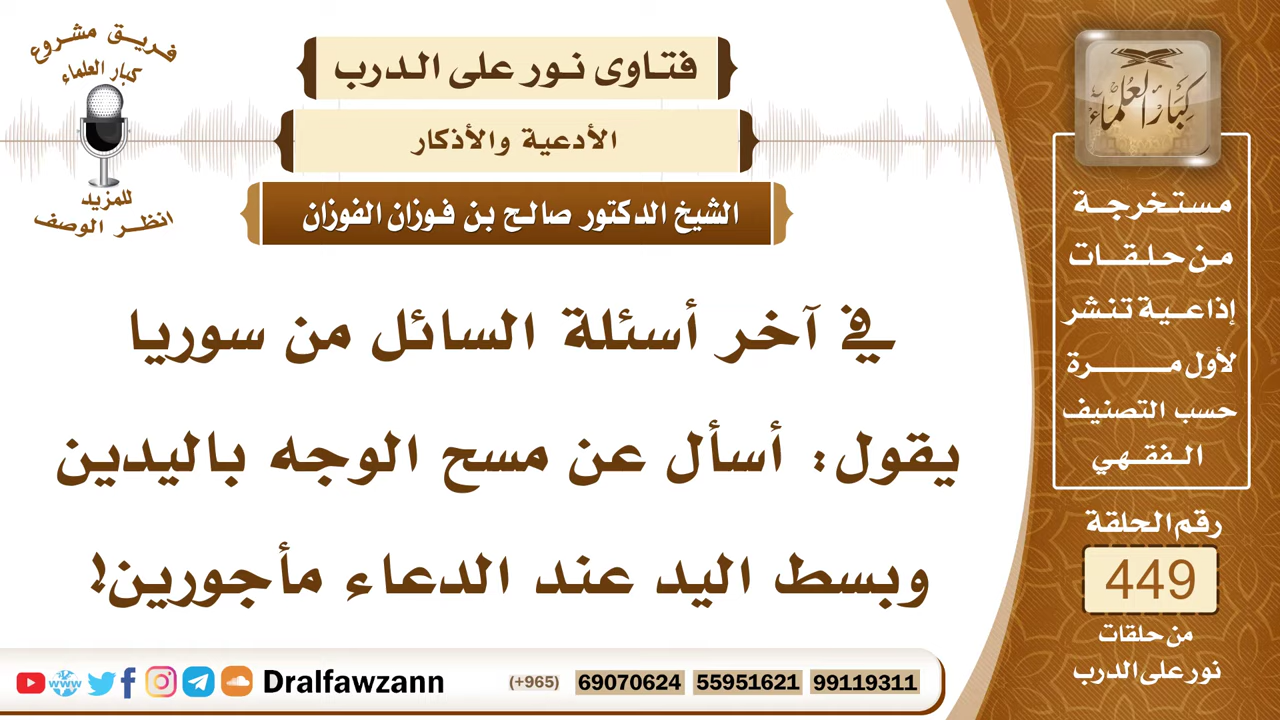 فريق مشروع
كبار العلماء
للمزيد
انظر الوصف
فتاوى نور على الدرب
الأدعية والأذكار
الشيخ الدكتور صالح بن فوزان الفوزان
في آخر أسئلة السائل من سوريا
يقول: أسأل عن مسح الوجه باليدين
وبسط اليد عند الدعاء مأجورين!
كبار العلماء
مستخرجة
من حلقات
إذاعية تنشر
لأول مرة
حسب التصنيف
الفقهي
رقم الحلقة
449
من حلقات
نور على الدرب
www
Dralfawzann (+965) 69070624 55951621 99119311